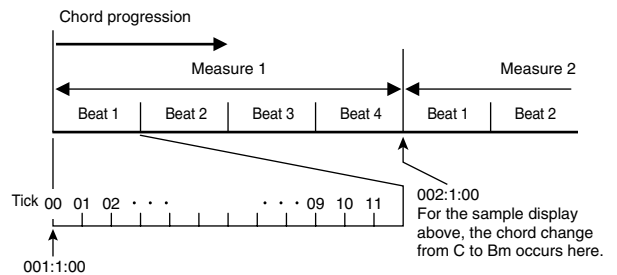 Chord progression
Measure 1 Measure 2
Beat 1 Beat 2 Beat 3 Beat 4 Beat 1 Beat 2
Tick 00 01 02 · · · · · · 09 10 11
002:1:00
For the sample display
above, the chord change
from C to Bm occurs here.
001:1:00